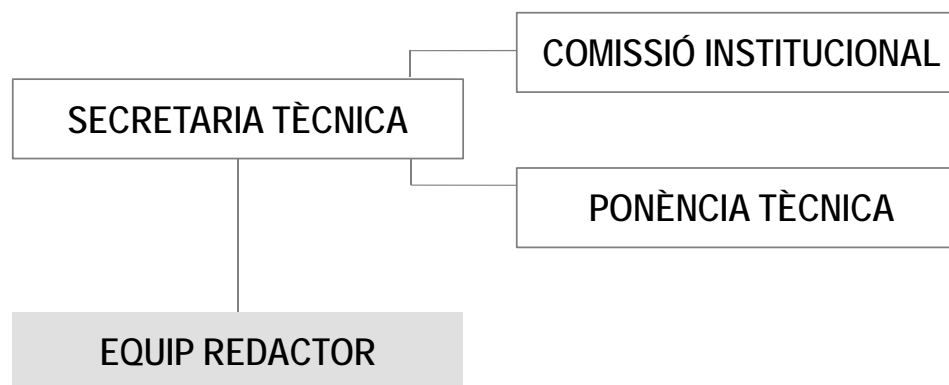 COMISSIÓ INSTITUCIONAL
SECRETARIA TÈCNICA
PONÈNCIA TÈCNICA
EQUIP REDACTOR